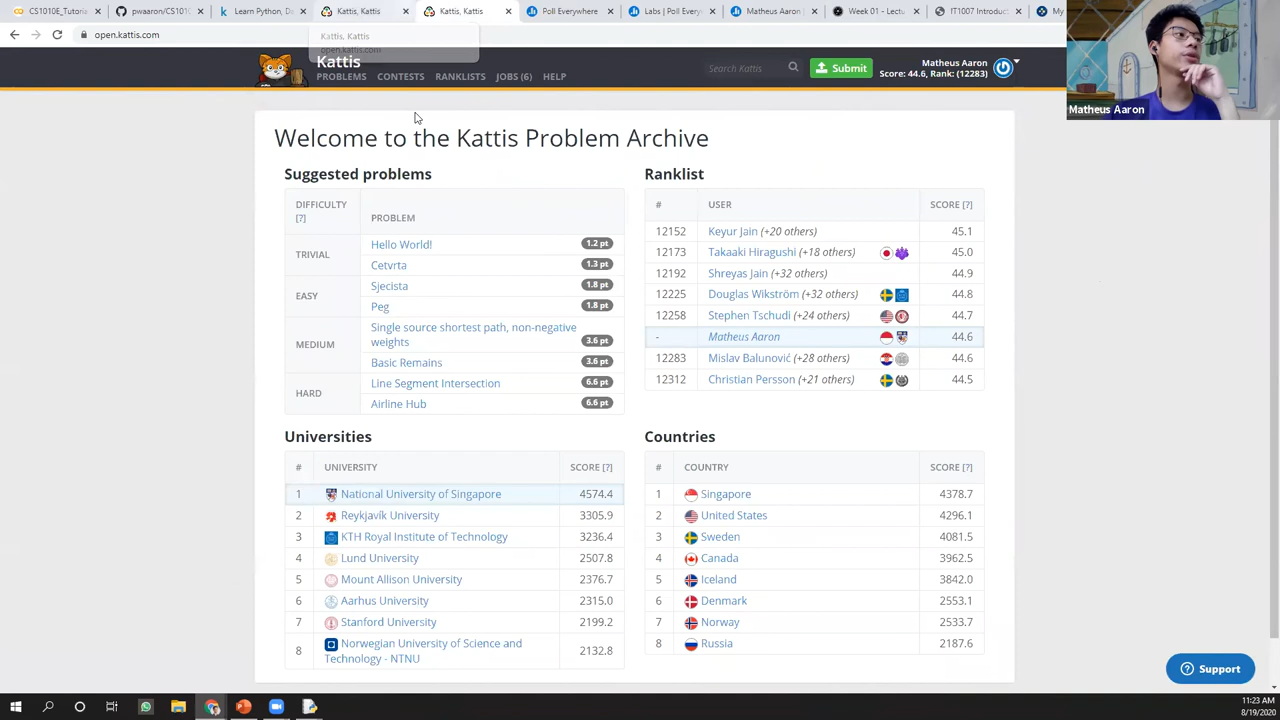 CS1010E_Tutoria
pwaaron/CS1010
Learn Python, Da
Kattis, Kattis
Kattis, Kattis
Poll Everywhere
Labs | Poll Every
Matheus Aaron
Week 01 - Lectu
IT1007 Introduct
My
open.kattis.com
Kattis, Kattis
open.kattis.com
Kattis
PROBLEMS
CONTESTS
RANKLISTS
JOBS (6)
HELP
Search Kattis
Submit
Matheus Aaron
Score: 44.6, Rank: (12283)
Matheus Aaron
Welcome to the Kattis Problem Archive
Suggested problems
DIFFICULTY [?]
PROBLEM
TRIVIAL
Hello World! 1.2 pt
Cetvrta 1.3 pt
EASY
Sjecista 1.8 pt
Peg 1.8 pt
MEDIUM
Single source shortest path, non-negative
weights 3.6 pt
Basic Remains 3.6 pt
HARD
Line Segment Intersection 6.6 pt
Airline Hub 6.6 pt
Ranklist
# USER SCORE [?]
12152 Keyur Jain (+20 others) 45.1
12173 Takaaki Hiragushi (+18 others) 45.0
12192 Shreyas Jain (+32 others) 44.9
12225 Douglas Wikström (+32 others) 44.8
12258 Stephen Tschudi (+24 others) 44.7
- Matheus Aaron 44.6
12283 Mislav Balunović (+28 others) 44.6
12312 Christian Persson (+21 others) 44.5
Universities
# UNIVERSITY SCORE [?]
1 National University of Singapore 4574.4
2 Reykjavík University 3305.9
3 KTH Royal Institute of Technology 3236.4
4 Lund University 2507.8
5 Mount Allison University 2376.7
6 Aarhus University 2315.0
7 Stanford University 2199.2
8 Norwegian University of Science and
Technology - NTNU 2132.8
Countries
# COUNTRY SCORE [?]
1 Singapore 4378.7
2 United States 4296.1
3 Sweden 4081.5
4 Canada 3962.5
5 Iceland 3842.0
6 Denmark 2553.1
7 Norway 2533.7
8 Russia 2187.6
Support
11:23 AM
8/19/2020